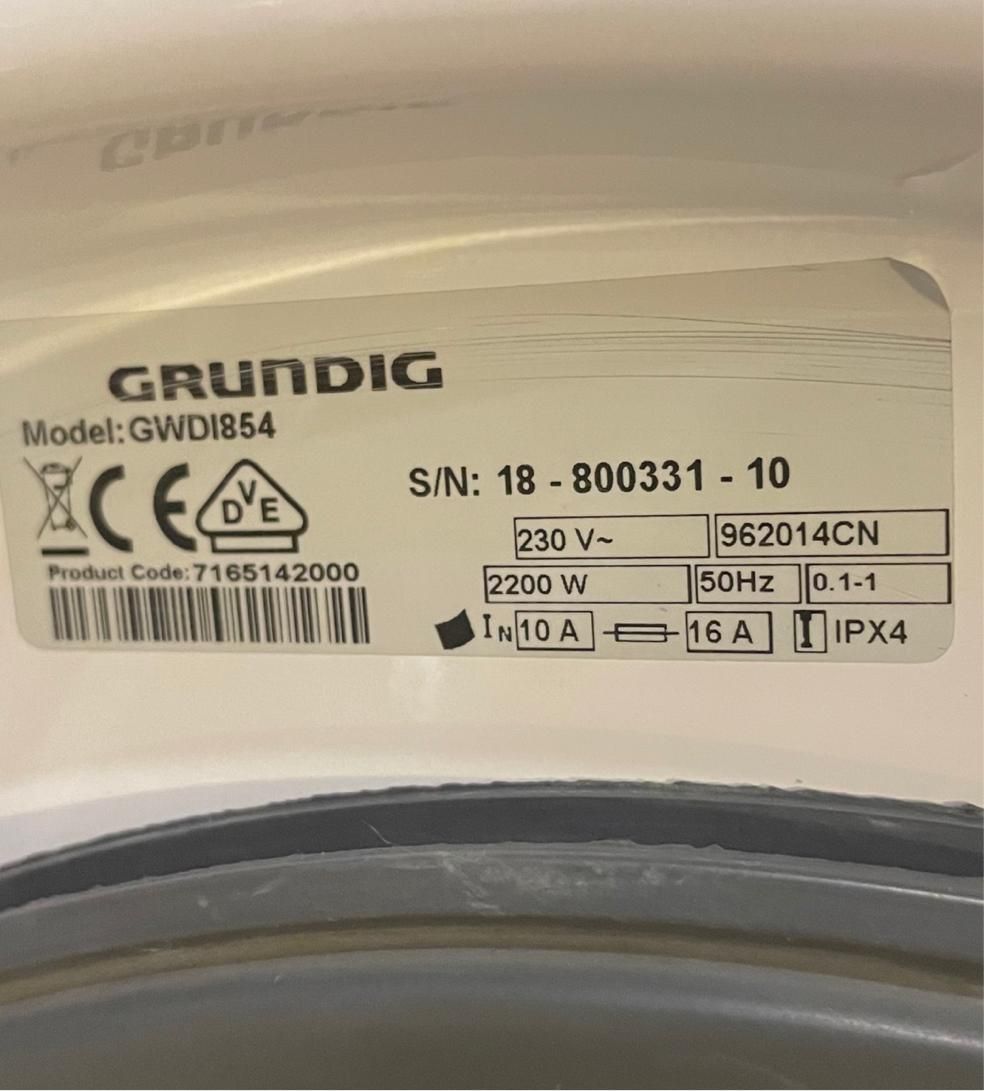 GRUNDIG
Model: GWDI854
CE DVE
S/N: 18 - 800331 - 10
Product Code: 7165142000
230 V~ 962014CN
2200 W 50Hz 0.1-1
IN 10 A 16 A IPX4